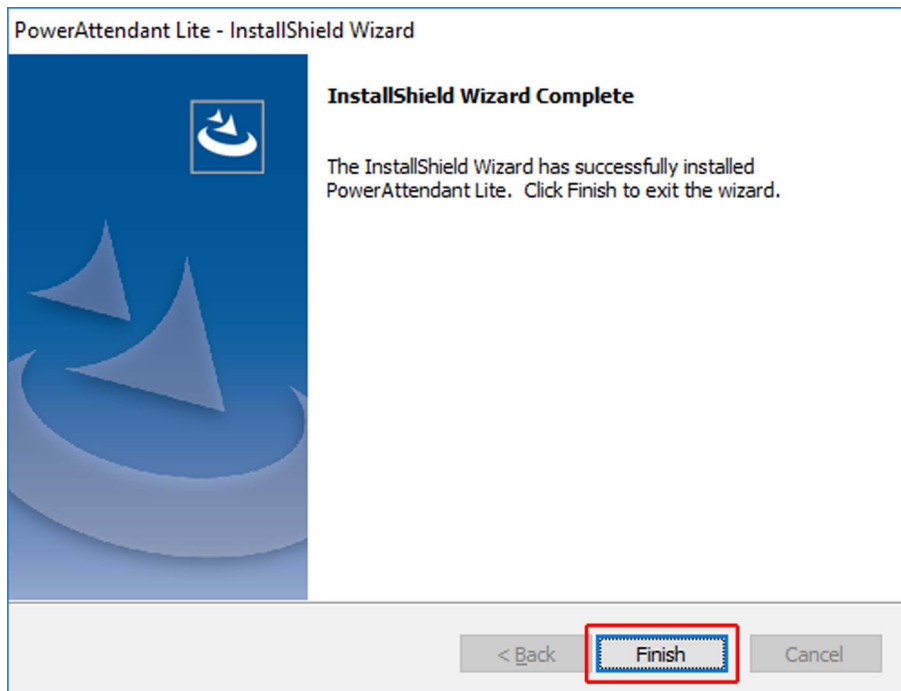 PowerAttendant Lite - InstallShield Wizard
InstallShield Wizard Complete
The InstallShield Wizard has successfully installed
PowerAttendant Lite.  Click Finish to exit the wizard.
< Back
Finish
Cancel